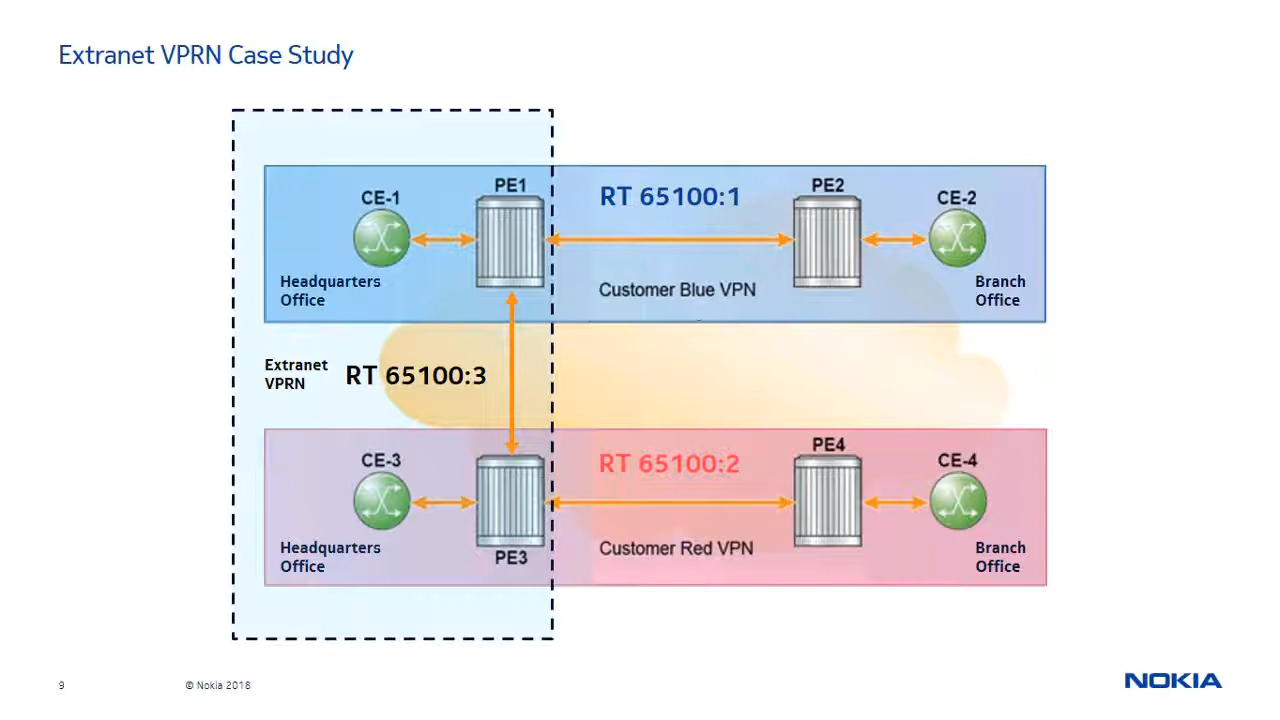 Extranet VPRN Case Study
PE1
RT 65100:1
PE2
CE-1
CE-2
Headquarters
Office
Customer Blue VPN
Branch
Office
Extranet
VPRN
RT 65100:3
RT 65100:2
PE4
CE-3
CE-4
Headquarters
Office
PE3
Customer Red VPN
Branch
Office
9
© Nokia 2018
NOKIA